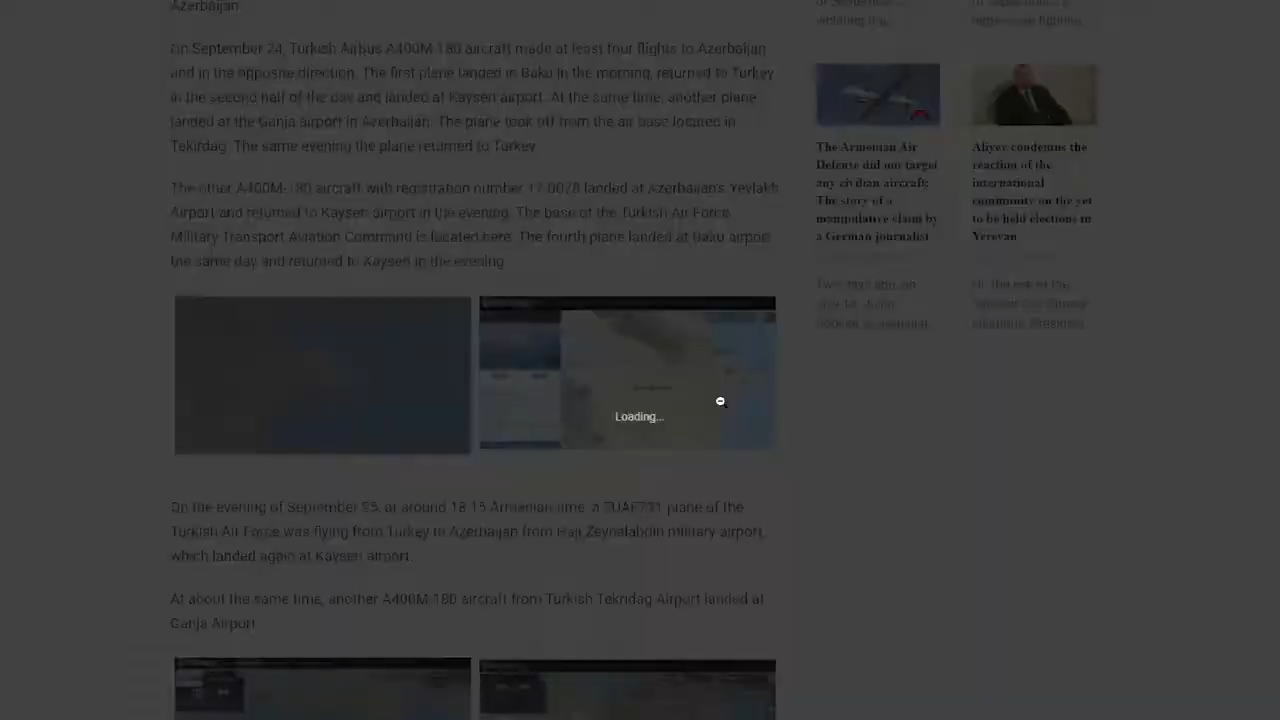 Azerbaijan
On September 24, Turkish Airbus A400M-180 aircraft made at least four flights to Azerbaijan
and in the opposite direction. The first plane landed in Baku in the morning, returned to Turkey
in the second half of the day and landed at Kayseri airport. At the same time, another plane
landed at the Ganja airport in Azerbaijan. The plane took off from the air base located in
Tekirdag. The same evening the plane returned to Turkey.
The other A400M-180 aircraft with registration number landed at Azerbaijan's Yevlakh
Airport and returned to Kayseri airport in the evening. The base of the Turkish Air Force
Military Transport Aviation Command is located here. The fourth plane landed at Baku airport
the same day and returned to Kayseri in the evening.
Loading...
On the evening of September 25, at around 18:15 Armenian time, a TUAF731 plane of the
Turkish Air Force was flying from Turkey to Azerbaijan from Haji Zeynalabdin military airport,
which landed again at Kayseri airport.
At about the same time, another A400M-180 aircraft from Turkish Tekridag Airport landed at
Ganja Airport.
The Armenian Air
Defense did not target
any civilian aircraft:
The story of a
manipulative claim by
a German journalist
Aliyev condemns the
reaction of the
international
community on the yet
to be held elections in
Yerevan